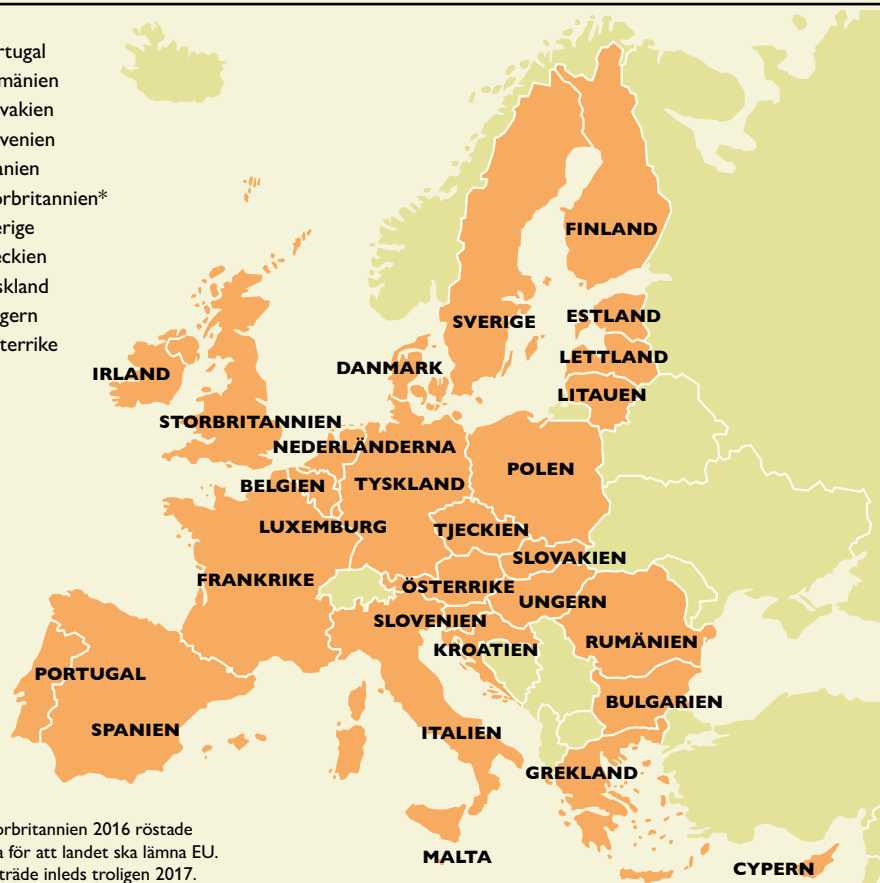 rtugal
mänien
vakien
venien
anien
orbritannien*
erige
eckien
skland
gern
terrike
FINLAND
SVERIGE
ESTLAND
LETTLAND
DANMARK
IRLAND
LITAUEN
STORBRITANNIEN
NEDERLÄNDERNA
POLEN
BELGIEN
TYSKLAND
LUXEMBURG
TJECKIEN
SLOVAKIEN
FRANKRIKE
ÖSTERRIKE
UNGERN
SLOVENIEN
RUMÄNIEN
KROATIEN
PORTUGAL
BULGARIEN
SPANIEN
ITALIEN
GREKLAND
MALTA
CYPERN
orbritannien 2016 röstade
a för att landet ska lämna EU.
träde inleds troligen 2017.